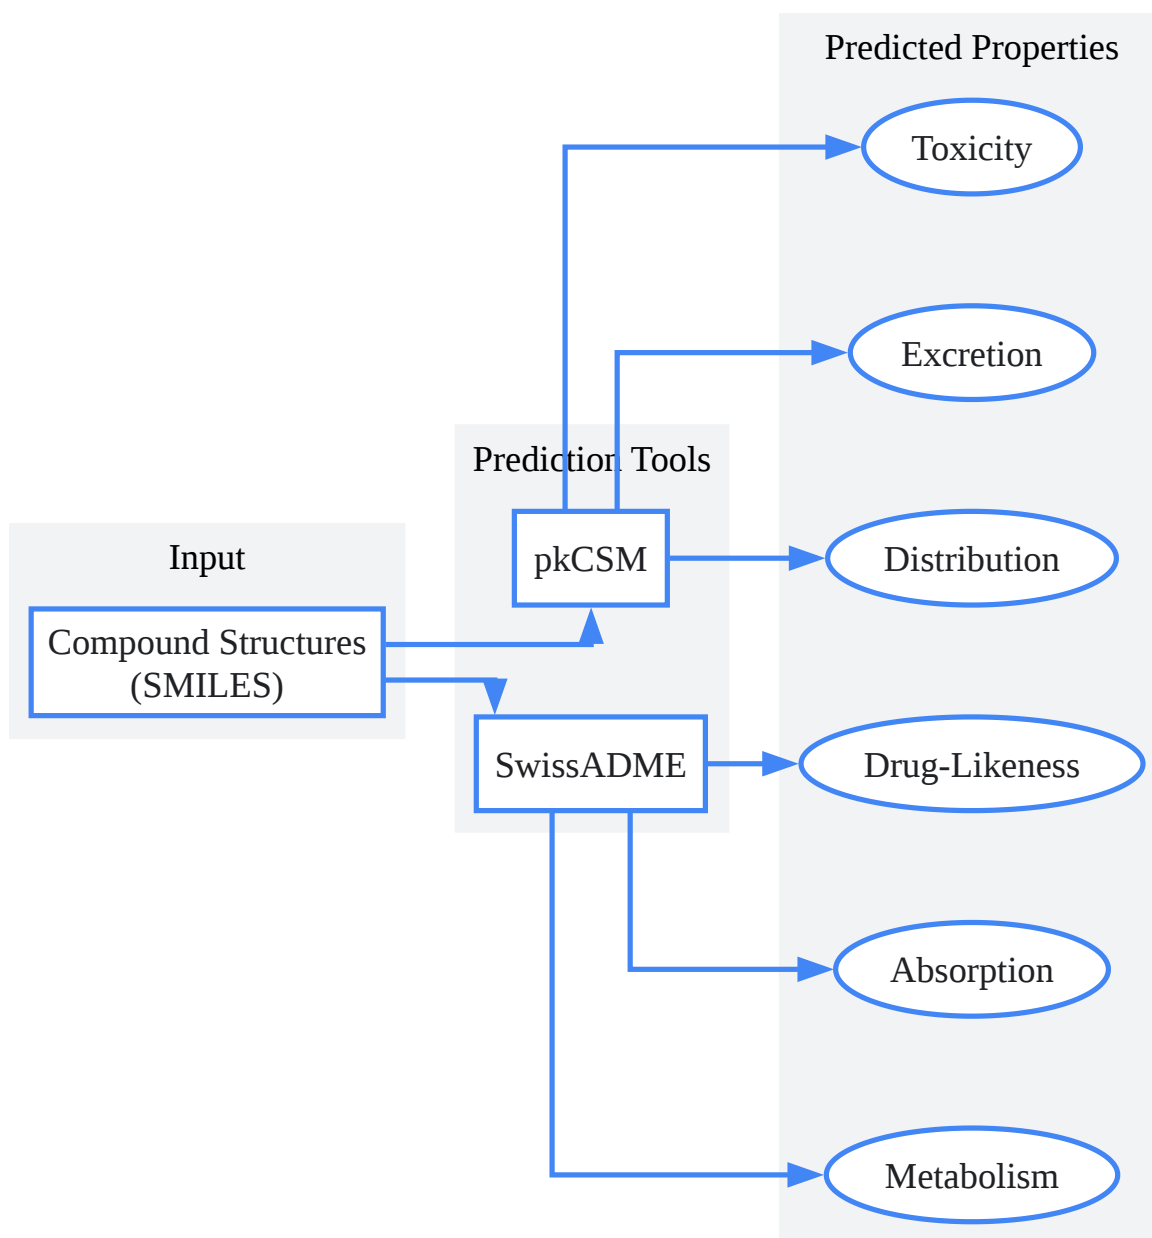 Predicted Properties
Toxicity
Excretion
Prediction Tools
pkCSM
Distribution
Input
Compound Structures
(SMILES)
SwissADME
Drug-Likeness
Absorption
Metabolism